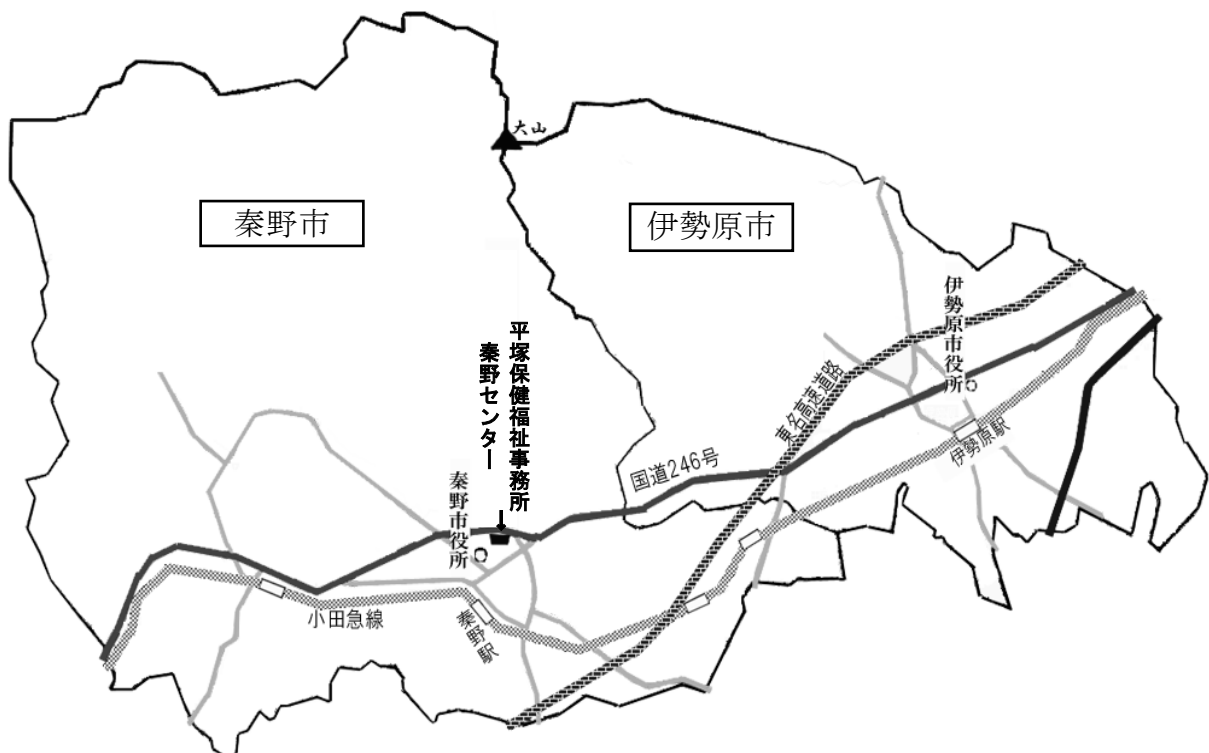 大山
秦野市
伊勢原市
伊勢原市役所
平塚保健福祉事務所
秦野センター
東名高速道路
国道246号
伊勢原駅
秦野市役所
小田急線
秦野駅